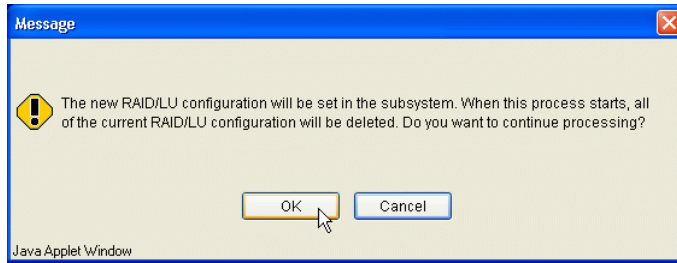 Message
The new RAID/LU configuration will be set in the subsystem. When this process starts, all
of the current RAID/LU configuration will be deleted. Do you want to continue processing?
OK
Cancel
Java Applet Window